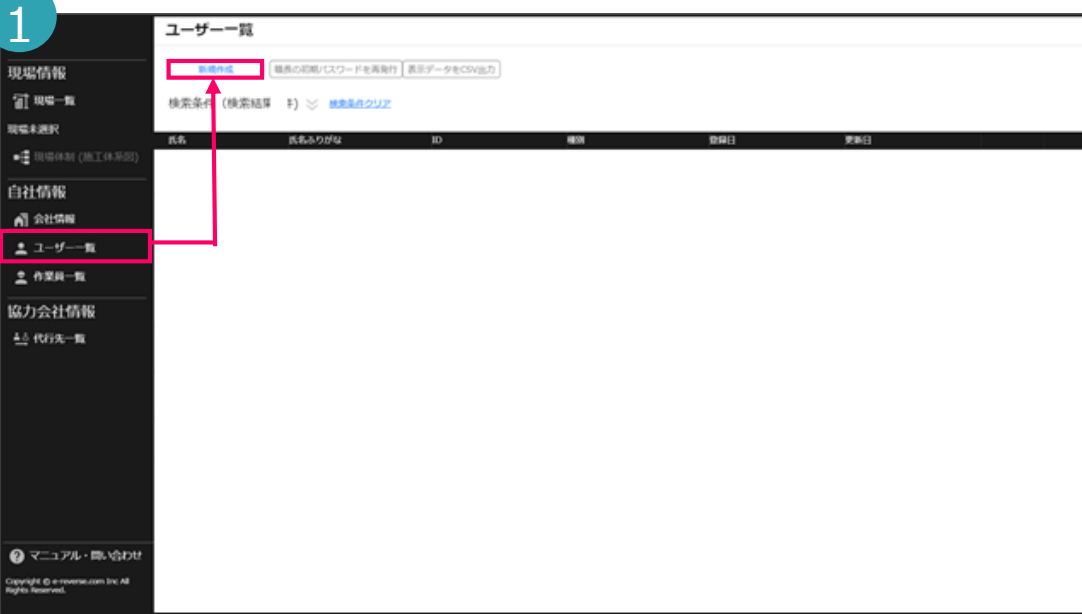 1
ユーザー一覧
現場情報
新規作成
職長の初期パスワードを再発行
表示データをCSV出力
現場一覧
検索条件 (検索結果
検索条件クリア
現場未選択
氏名
氏名ふりがな
ID
種別
登録日
更新日
現場体制 (施工体系図)
自社情報
会社情報
ユーザー一覧
作業員一覧
協力会社情報
代行先一覧
マニュアル・問い合わせ
Copyright © e-reverse.com Inc All
Rights Reserved.